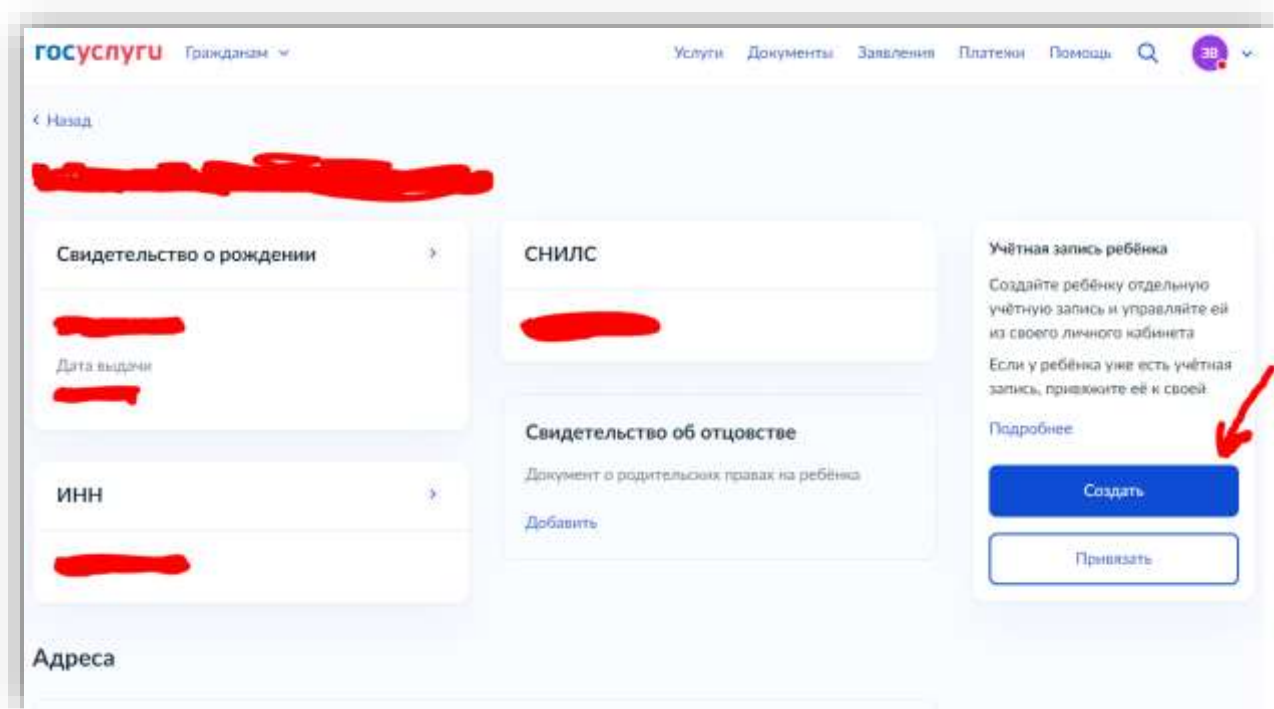 госуслуги Гражданам Услуги Документы Заявления Платежи Помощь ЗВ
Назад
Свидетельство о рождении
Дата выдачи
ИНН
СНИЛС
Свидетельство об отцовстве
Документ о родительских правах на ребёнка
Добавить
Учётная запись ребёнка
Создайте ребёнку отдельную
учётную запись и управляйте ей
из своего личного кабинета
Если у ребёнка уже есть учётная
запись, привяжите её к своей
Подробнее
Создать
Привязать
Адреса